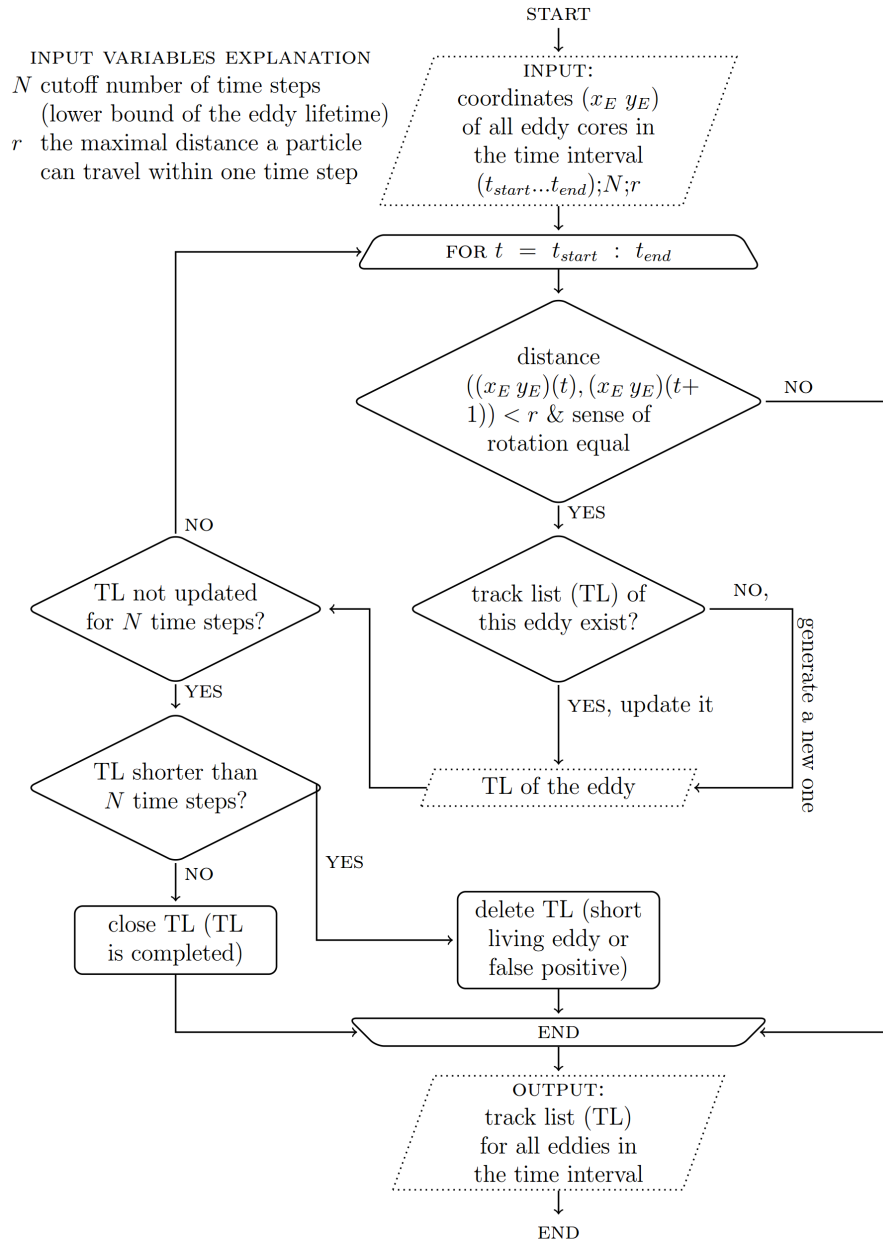 START
INPUT VARIABLES EXPLANATION
N cutoff number of time steps
(lower bound of the eddy lifetime)
r the maximal distance a particle
can travel within one time step
INPUT:
coordinates (x_E y_E)
of all eddy cores in
the time interval
(t_start...t_end);N;r
FOR t = t_start : t_end
distance
((x_E y_E)(t), (x_E y_E)(t+
1)) < r & sense of
rotation equal
NO
YES
NO
TL not updated
for N time steps?
track list (TL) of
this eddy exist?
NO,
generate a new one
YES
YES, update it
TL shorter than
N time steps?
TL of the eddy
YES
NO
close TL (TL
is completed)
delete TL (short
living eddy or
false positive)
END
OUTPUT:
track list (TL)
for all eddies in
the time interval
END